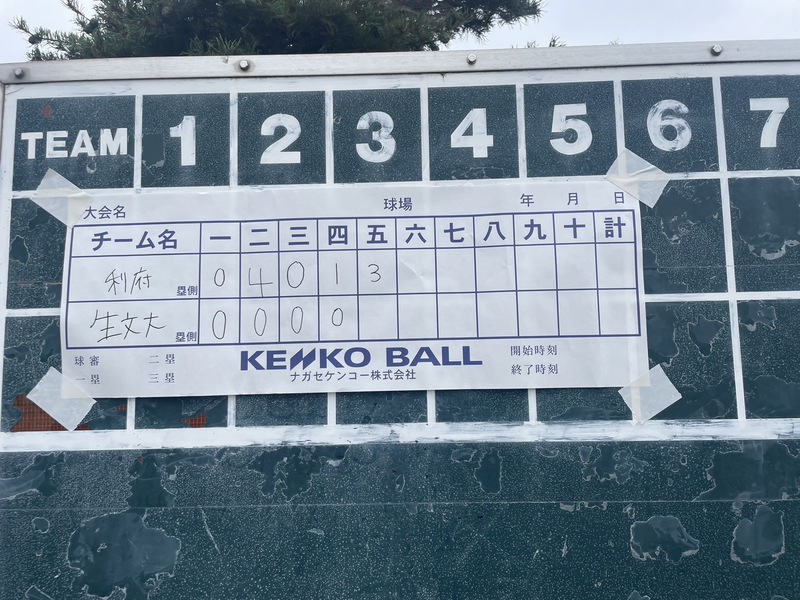 TEAM 1 2 3 4 5 6 7
大会名 球場 年 月 日
チーム名 一 二 三 四 五 六 七 八 九 十 計
利府 塁側 0 4 0 1 3
生文大 塁側 0 0 0 0
球審 二塁 KENKO BALL 開始時刻
一塁 三塁 ナガセケンコー株式会社 終了時刻